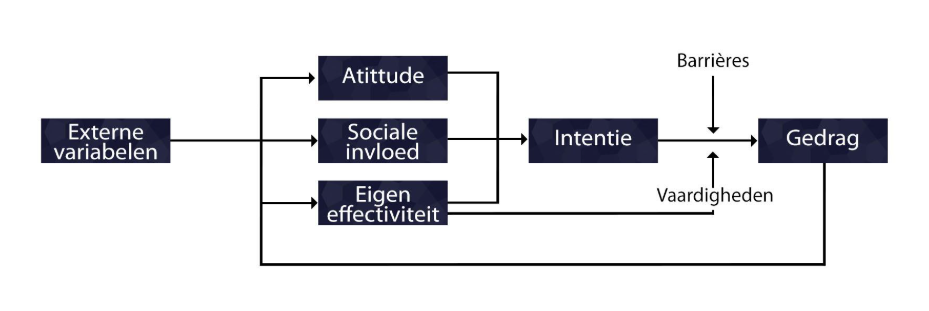 Externe
variabelen
Atittude
Sociale
invloed
Eigen
effectiviteit
Intentie
Barrières
Vaardigheden
Gedrag